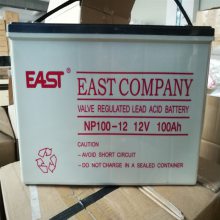 EAST
EAST COMPANY
VALVE REGULATED LEAD ACID BATTERY
NP100-12 12V 100Ah
CAUTION:
- AVOID SHORT CIRCUIT
- DO NOT CHARGE IN A SEALED CONTAINER